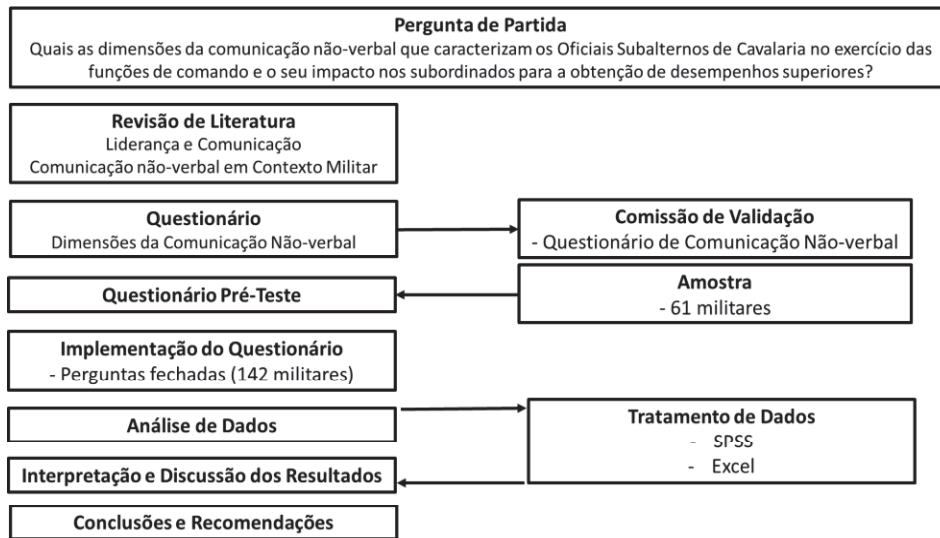 Pergunta de Partida
Quais as dimensões da comunicação não-verbal que caracterizam os Oficiais Subalternos de Cavalaria no exercício das
funções de comando e o seu impacto nos subordinados para a obtenção de desempenhos superiores?
Revisão de Literatura
Liderança e Comunicação
Comunicação não-verbal em Contexto Militar
Questionário
Dimensões da Comunicação Não-verbal
Comissão de Validação
- Questionário de Comunicação Não-verbal
Questionário Pré-Teste
Amostra
- 61 militares
Implementação do Questionário
- Perguntas fechadas (142 militares)
Análise de Dados
Tratamento de Dados
- SPSS
- Excel
Interpretação e Discussão dos Resultados
Conclusões e Recomendações